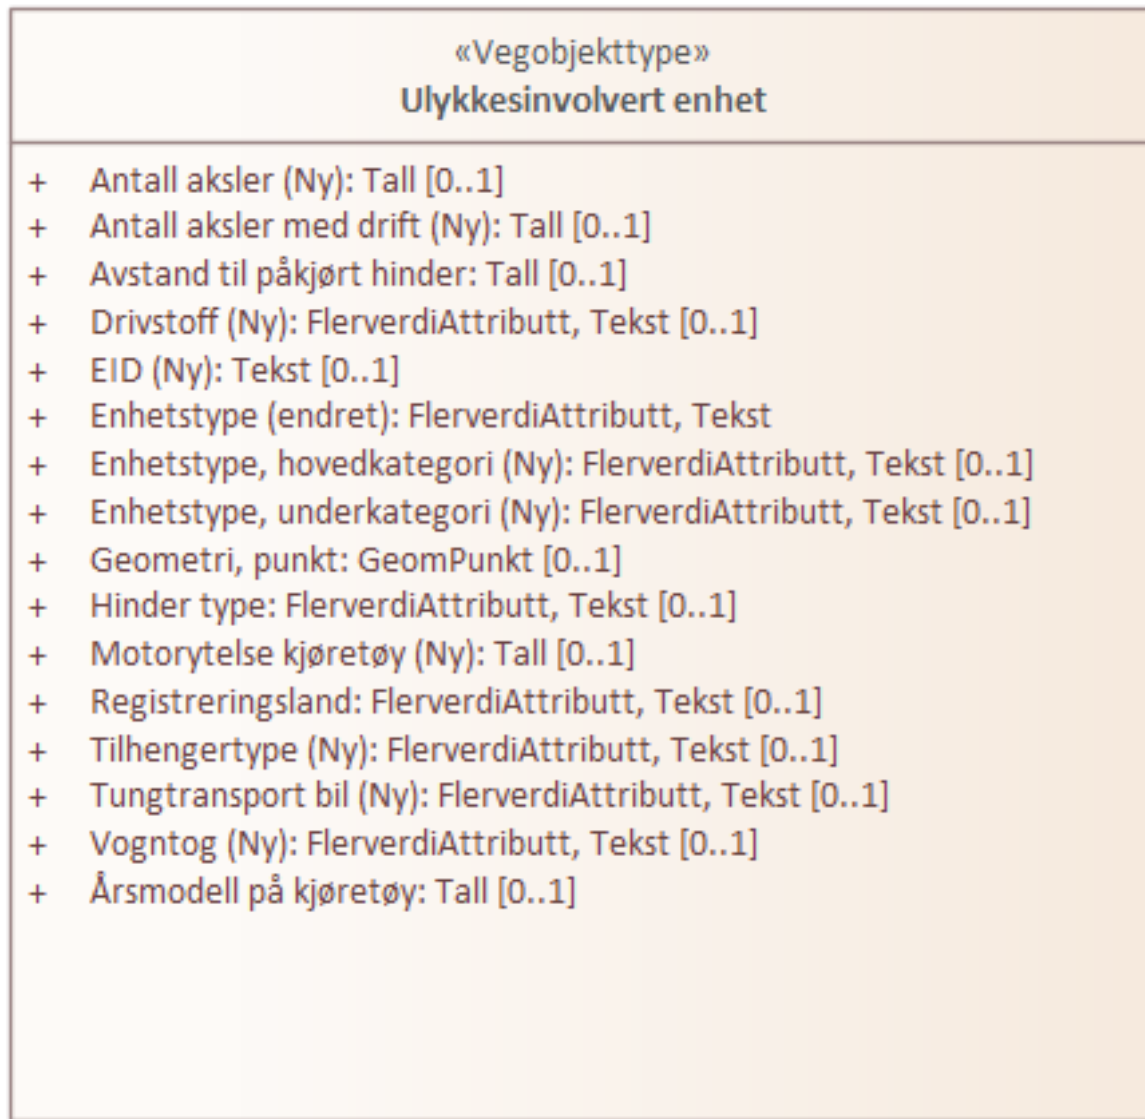 «Vegobjekttype»
Ulykkesinvolvert enhet
+ Antall aksler (Ny): Tall [0..1]
+ Antall aksler med drift (Ny): Tall [0..1]
+ Avstand til påkjørt hinder: Tall [0..1]
+ Drivstoff (Ny): FlerverdiAttributt, Tekst [0..1]
+ EID (Ny): Tekst [0..1]
+ Enhetstype (endret): FlerverdiAttributt, Tekst
+ Enhetstype, hovedkategori (Ny): FlerverdiAttributt, Tekst [0..1]
+ Enhetstype, underkategori (Ny): FlerverdiAttributt, Tekst [0..1]
+ Geometri, punkt: GeomPunkt [0..1]
+ Hinder type: FlerverdiAttributt, Tekst [0..1]
+ Motorytelse kjøretøy (Ny): Tall [0..1]
+ Registreringsland: FlerverdiAttributt, Tekst [0..1]
+ Tilhengertype (Ny): FlerverdiAttributt, Tekst [0..1]
+ Tungtransport bil (Ny): FlerverdiAttributt, Tekst [0..1]
+ Vogntog (Ny): FlerverdiAttributt, Tekst [0..1]
+ Årsmodell på kjøretøy: Tall [0..1]